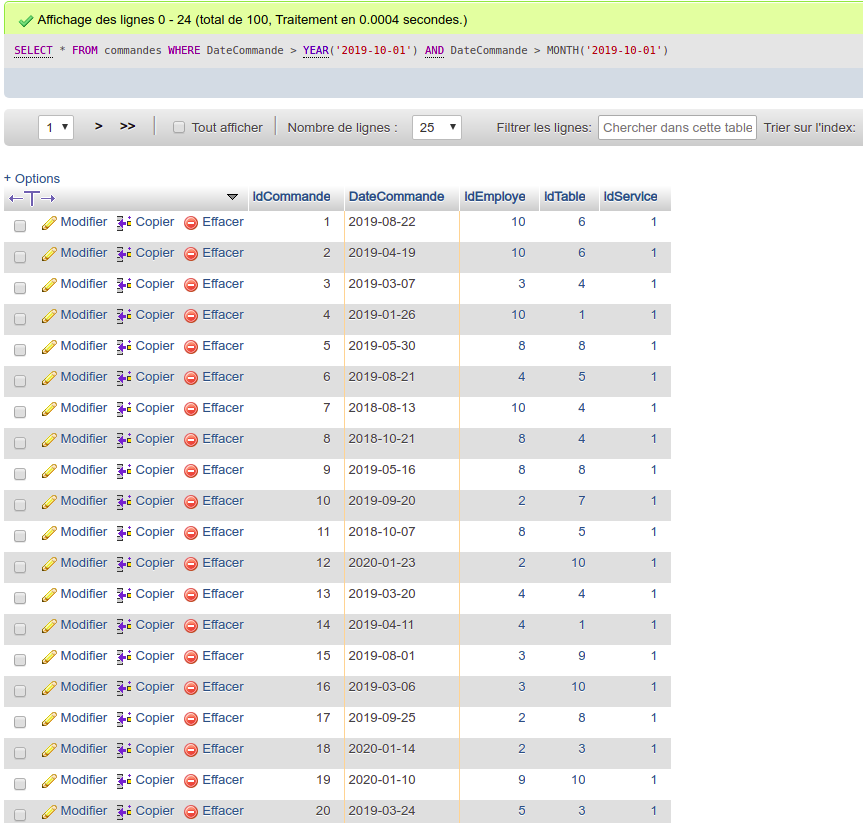 Affichage des lignes 0 - 24 (total de 100, Traitement en 0.0004 secondes.)
SELECT * FROM commandes WHERE DateCommande > YEAR('2019-10-01') AND DateCommande > MONTH('2019-10-01')
1 > >> Tout afficher Nombre de lignes : 25 Filtrer les lignes: Chercher dans cette table Trier sur l'index:
+ Options
←T→ IdCommande DateCommande IdEmploye IdTable IdService
Modifier Copier Effacer 1 2019-08-22 10 6 1
Modifier Copier Effacer 2 2019-04-19 10 6 1
Modifier Copier Effacer 3 2019-03-07 3 4 1
Modifier Copier Effacer 4 2019-01-26 10 1 1
Modifier Copier Effacer 5 2019-05-30 8 8 1
Modifier Copier Effacer 6 2019-08-21 4 5 1
Modifier Copier Effacer 7 2018-08-13 10 4 1
Modifier Copier Effacer 8 2018-10-21 8 4 1
Modifier Copier Effacer 9 2019-05-16 8 8 1
Modifier Copier Effacer 10 2019-09-20 2 7 1
Modifier Copier Effacer 11 2018-10-07 8 5 1
Modifier Copier Effacer 12 2020-01-23 2 10 1
Modifier Copier Effacer 13 2019-03-20 4 4 1
Modifier Copier Effacer 14 2019-04-11 4 1 1
Modifier Copier Effacer 15 2019-08-01 3 9 1
Modifier Copier Effacer 16 2019-03-06 3 10 1
Modifier Copier Effacer 17 2019-09-25 2 8 1
Modifier Copier Effacer 18 2020-01-14 2 3 1
Modifier Copier Effacer 19 2020-01-10 9 10 1
Modifier Copier Effacer 20 2019-03-24 5 3 1